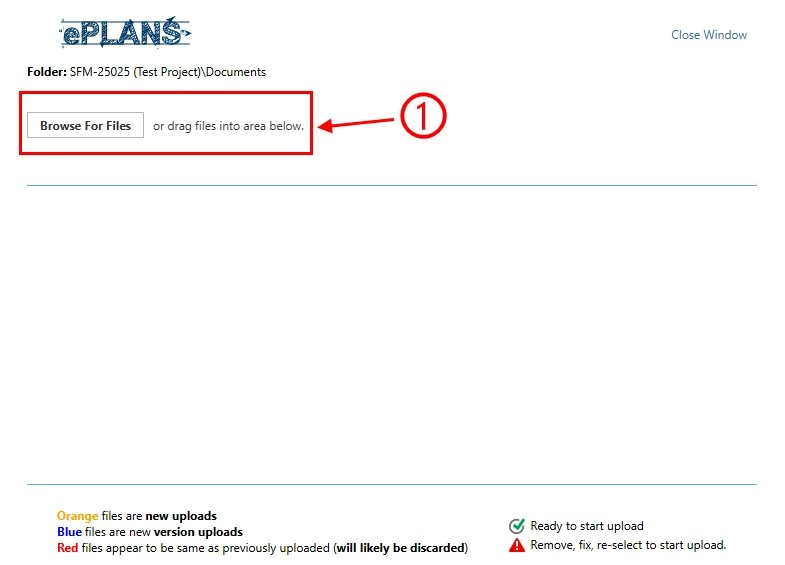 ePLANS
Close Window
Folder: SFM-25025 (Test Project)\Documents
Browse For Files or drag files into area below.
1
Orange files are new uploads
Blue files are new version uploads
Red files appear to be same as previously uploaded (will likely be discarded)
Ready to start upload
Remove, fix, re-select to start upload.